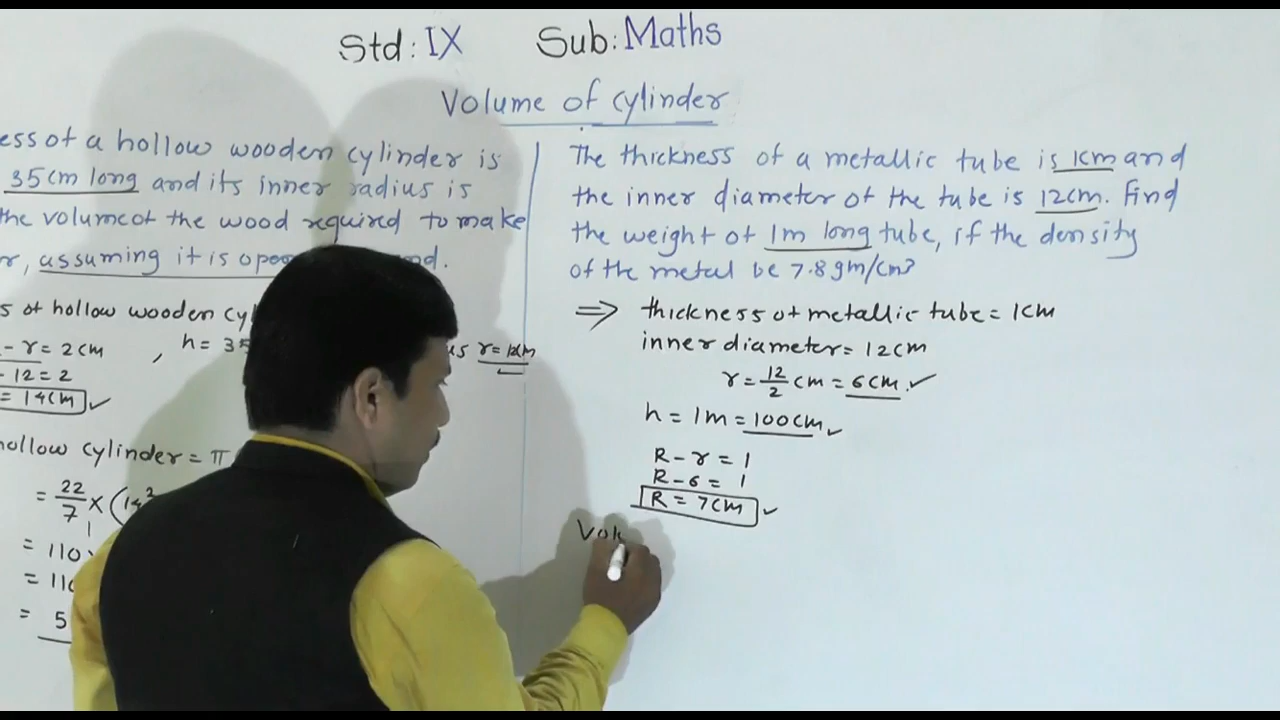 Std: IX Sub: Maths
Volume of cylinder
ess of a hollow wooden cylinder is
35cm long and its inner radius is
the volume of the wood required to make
r, assuming it is open
nd.
s of hollow wooden cy
- r = 2cm , h = 35
r = 12cm
- 12 = 2
= 14cm ✓
hollow cylinder = π
= 22/7 × (14²
1
= 110
= 110
= 5
The thickness of a metallic tube is 1cm and
the inner diameter of the tube is 12cm. Find
the weight of 1m long tube, if the density
of the metal be 7.8gm/cm³
⇒ thickness of metallic tube = 1cm
inner diameter = 12cm
r = 12/2 cm = 6cm. ✓
h = 1m = 100cm ✓
R - r = 1
R - 6 = 1
R = 7cm ✓
Vol